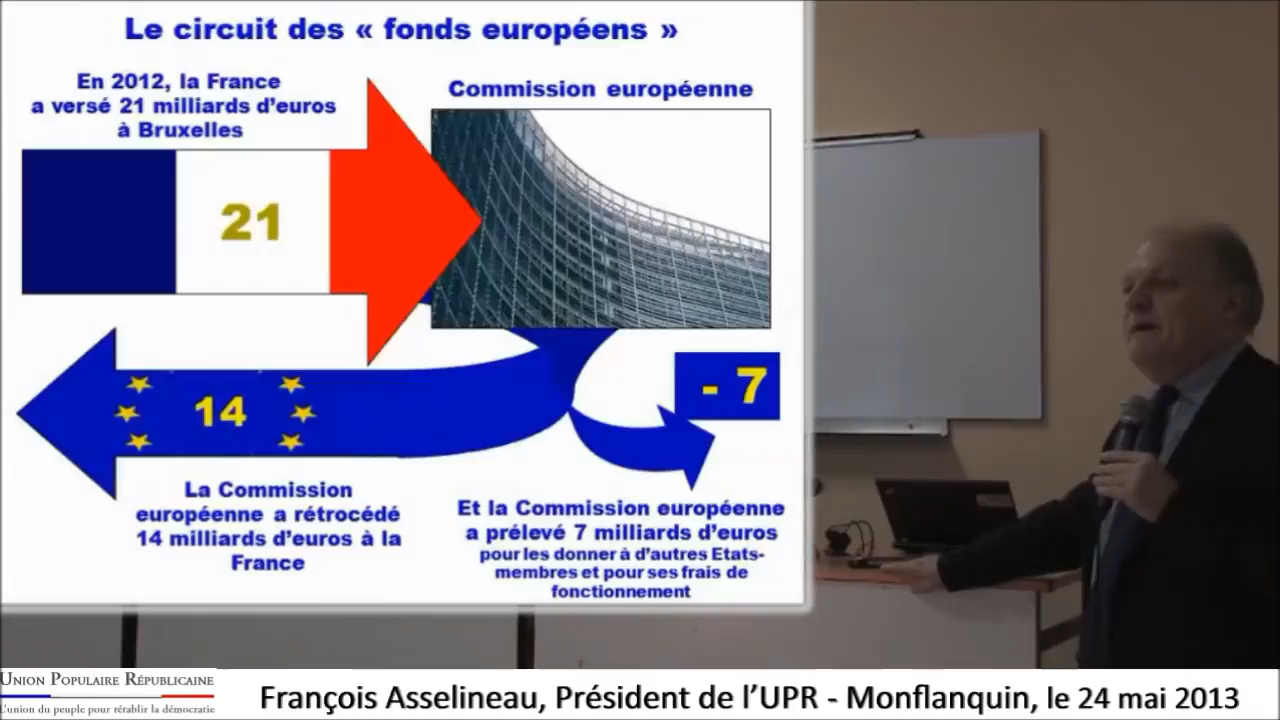 Le circuit des « fonds européens »
En 2012, la France
a versé 21 milliards d’euros
à Bruxelles
Commission européenne
21
- 7
14
La Commission
européenne a rétrocédé
14 milliards d’euros à la
France
Et la Commission européenne
a prélevé 7 milliards d’euros
pour les donner à d’autres Etats-
membres et pour ses frais de
fonctionnement
UNION POPULAIRE RÉPUBLICAINE
L’union du peuple pour rétablir la démocratie
François Asselineau, Président de l’UPR - Monflanquin, le 24 mai 2013